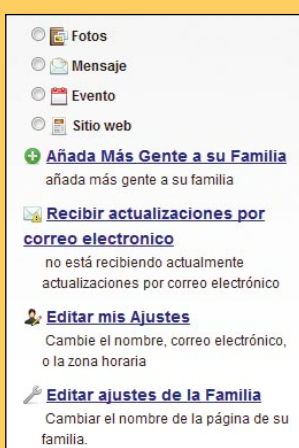 Fotos
Mensaje
Evento
Sitio web
Añada Más Gente a su Familia
añada más gente a su familia
Recibir actualizaciones por
correo electronico
no está recibiendo actualmente
actualizaciones por correo electrónico
Editar mis Ajustes
Cambie el nombre, correo electrónico,
o la zona horaria
Editar ajustes de la Familia
Cambiar el nombre de la página de su
familia.